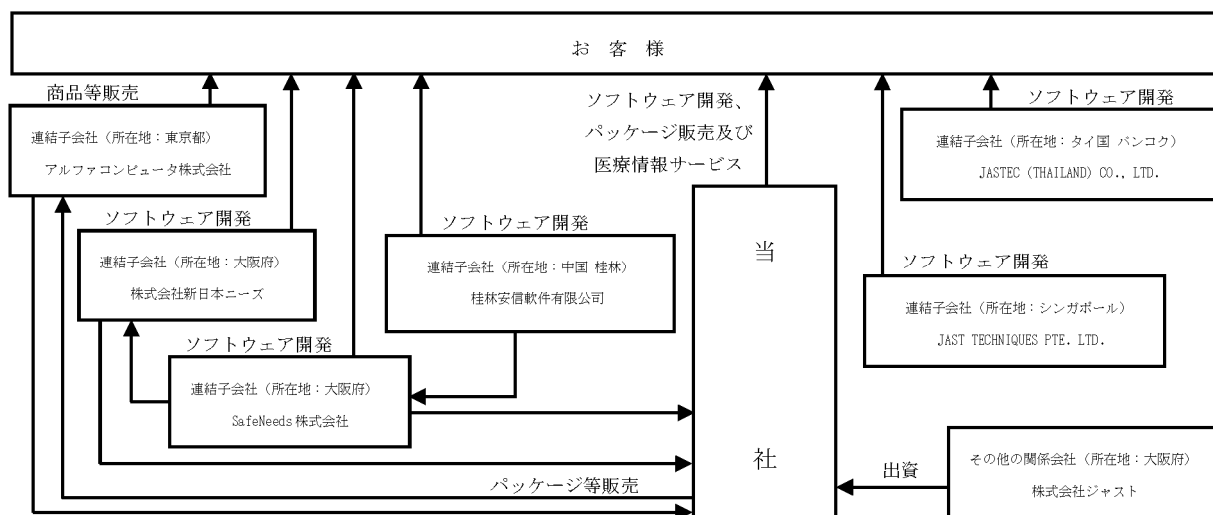 お 客 様
商品等販売
連結子会社（所在地：東京都）
アルファコンピュータ株式会社
ソフトウェア開発
連結子会社（所在地：大阪府）
株式会社新日本ニーズ
ソフトウェア開発
連結子会社（所在地：大阪府）
SafeNeeds株式会社
ソフトウェア開発
連結子会社（所在地：中国 桂林）
桂林安信軟件有限公司
ソフトウェア開発、
パッケージ販売及び
医療情報サービス
当
社
パッケージ等販売
ソフトウェア開発
連結子会社（所在地：タイ国 バンコク）
JASTEC (THAILAND) CO., LTD.
ソフトウェア開発
連結子会社（所在地：シンガポール）
JAST TECHNIQUES PTE. LTD.
出資
その他の関係会社（所在地：大阪府）
株式会社ジャスト